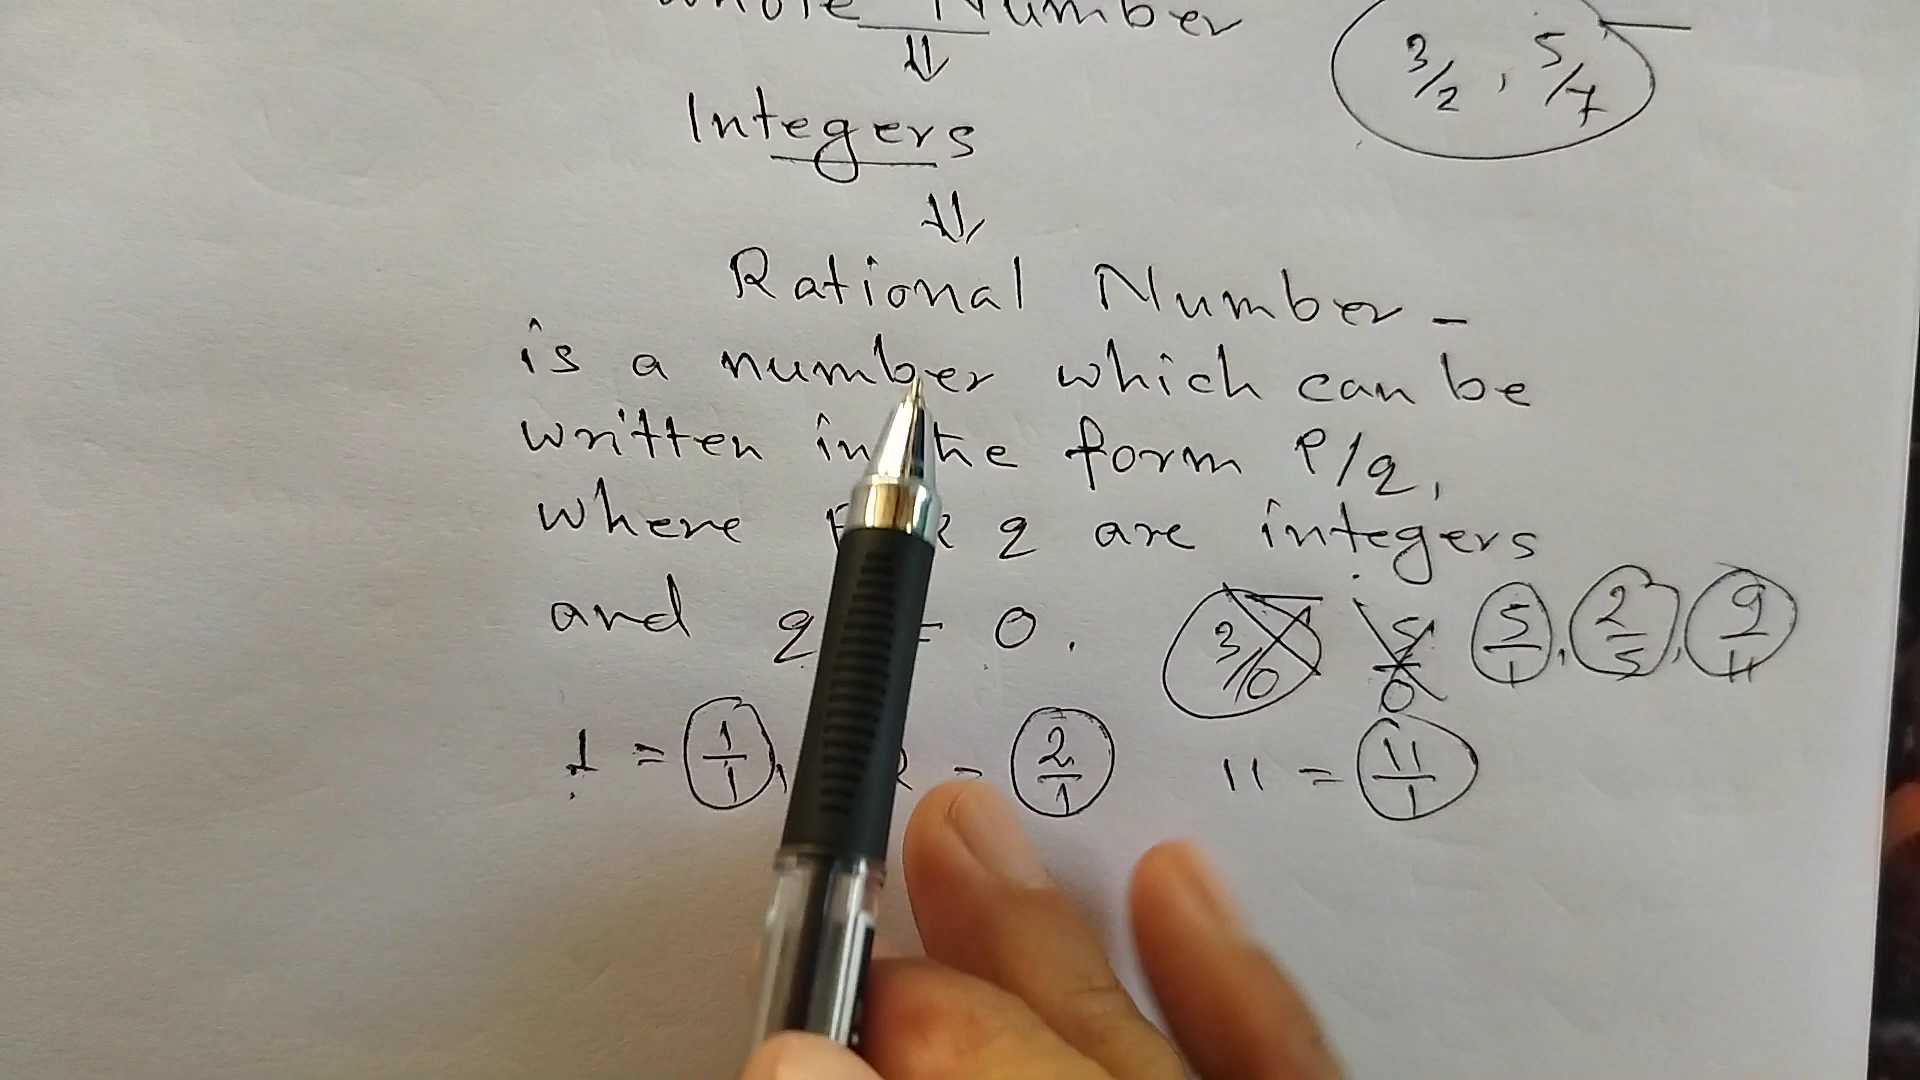 Whole Number
⇓
3/2, 5/7
Integers
⇓
Rational Number -
is a number which can be
written in the form P/q,
where q are integers
and q 0.
3/0 5/0 5/1, 2/5, 9/11
1 = 1/1, = 2/1 11 = 11/1